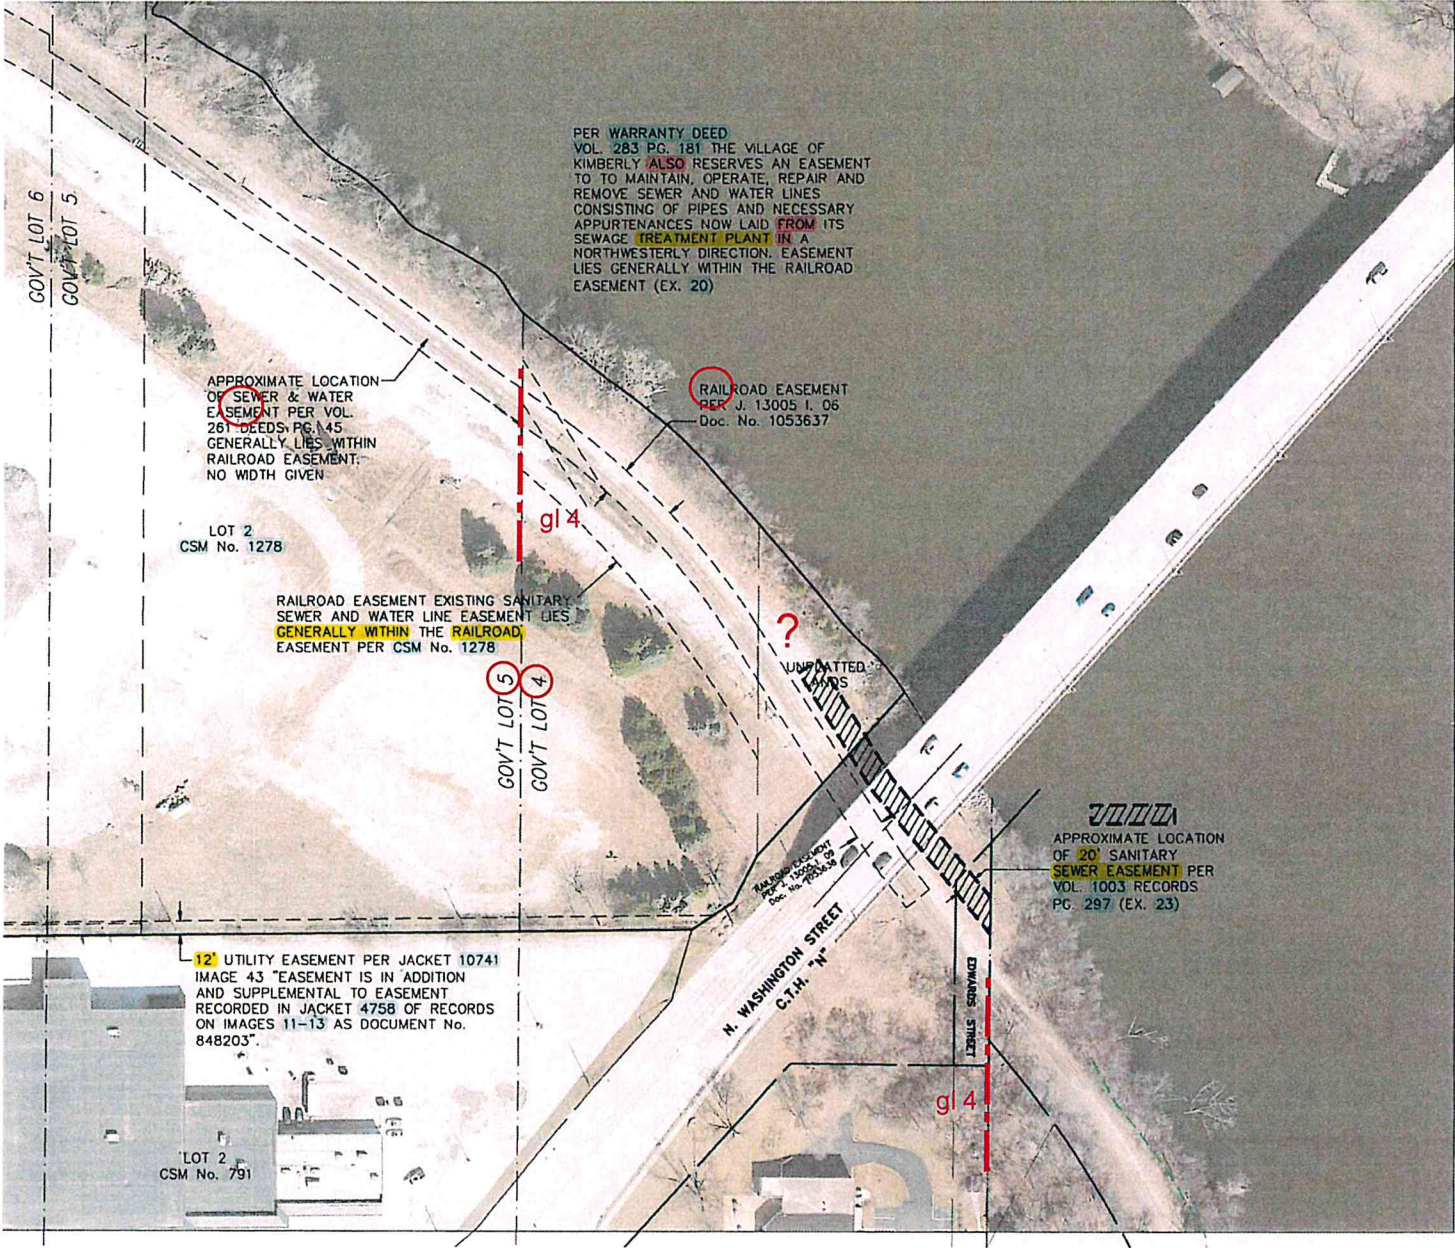 PER WARRANTY DEED
VOL. 283 PG. 181 THE VILLAGE OF
KIMBERLY ALSO RESERVES AN EASEMENT
TO TO MAINTAIN, OPERATE, REPAIR AND
REMOVE SEWER AND WATER LINES
CONSISTING OF PIPES AND NECESSARY
APPURTENANCES NOW LAID FROM ITS
SEWAGE TREATMENT PLANT IN A
NORTHWESTERLY DIRECTION. EASEMENT
LIES GENERALLY WITHIN THE RAILROAD
EASEMENT (EX. 20)
GOV'T LOT 6
GOV'T LOT 5
APPROXIMATE LOCATION
OF SEWER & WATER
EASEMENT PER VOL.
261 DEEDS, PG. 45
GENERALLY LIES WITHIN
RAILROAD EASEMENT.
NO WIDTH GIVEN
RAILROAD EASEMENT
PER J. 13005 I. 06
Doc. No. 1053637
gl 4
LOT 2
CSM No. 1278
RAILROAD EASEMENT EXISTING SANITARY
SEWER AND WATER LINE EASEMENT LIES
GENERALLY WITHIN THE RAILROAD
EASEMENT PER CSM No. 1278
?
UNPLATTED
LANDS
GOV'T LOT 5
GOV'T LOT 4
APPROXIMATE LOCATION
OF 20' SANITARY
SEWER EASEMENT PER
VOL. 1003 RECORDS
PG. 297 (EX. 23)
RAILROAD EASEMENT
PER J. 13005 I. 09
Doc. No. 1053638
N. WASHINGTON STREET
C.T.H. "N"
EDWARDS STREET
12' UTILITY EASEMENT PER JACKET 10741
IMAGE 43 "EASEMENT IS IN ADDITION
AND SUPPLEMENTAL TO EASEMENT
RECORDED IN JACKET 4758 OF RECORDS
ON IMAGES 11-13 AS DOCUMENT No.
848203".
gl 4
LOT 2
CSM No. 791